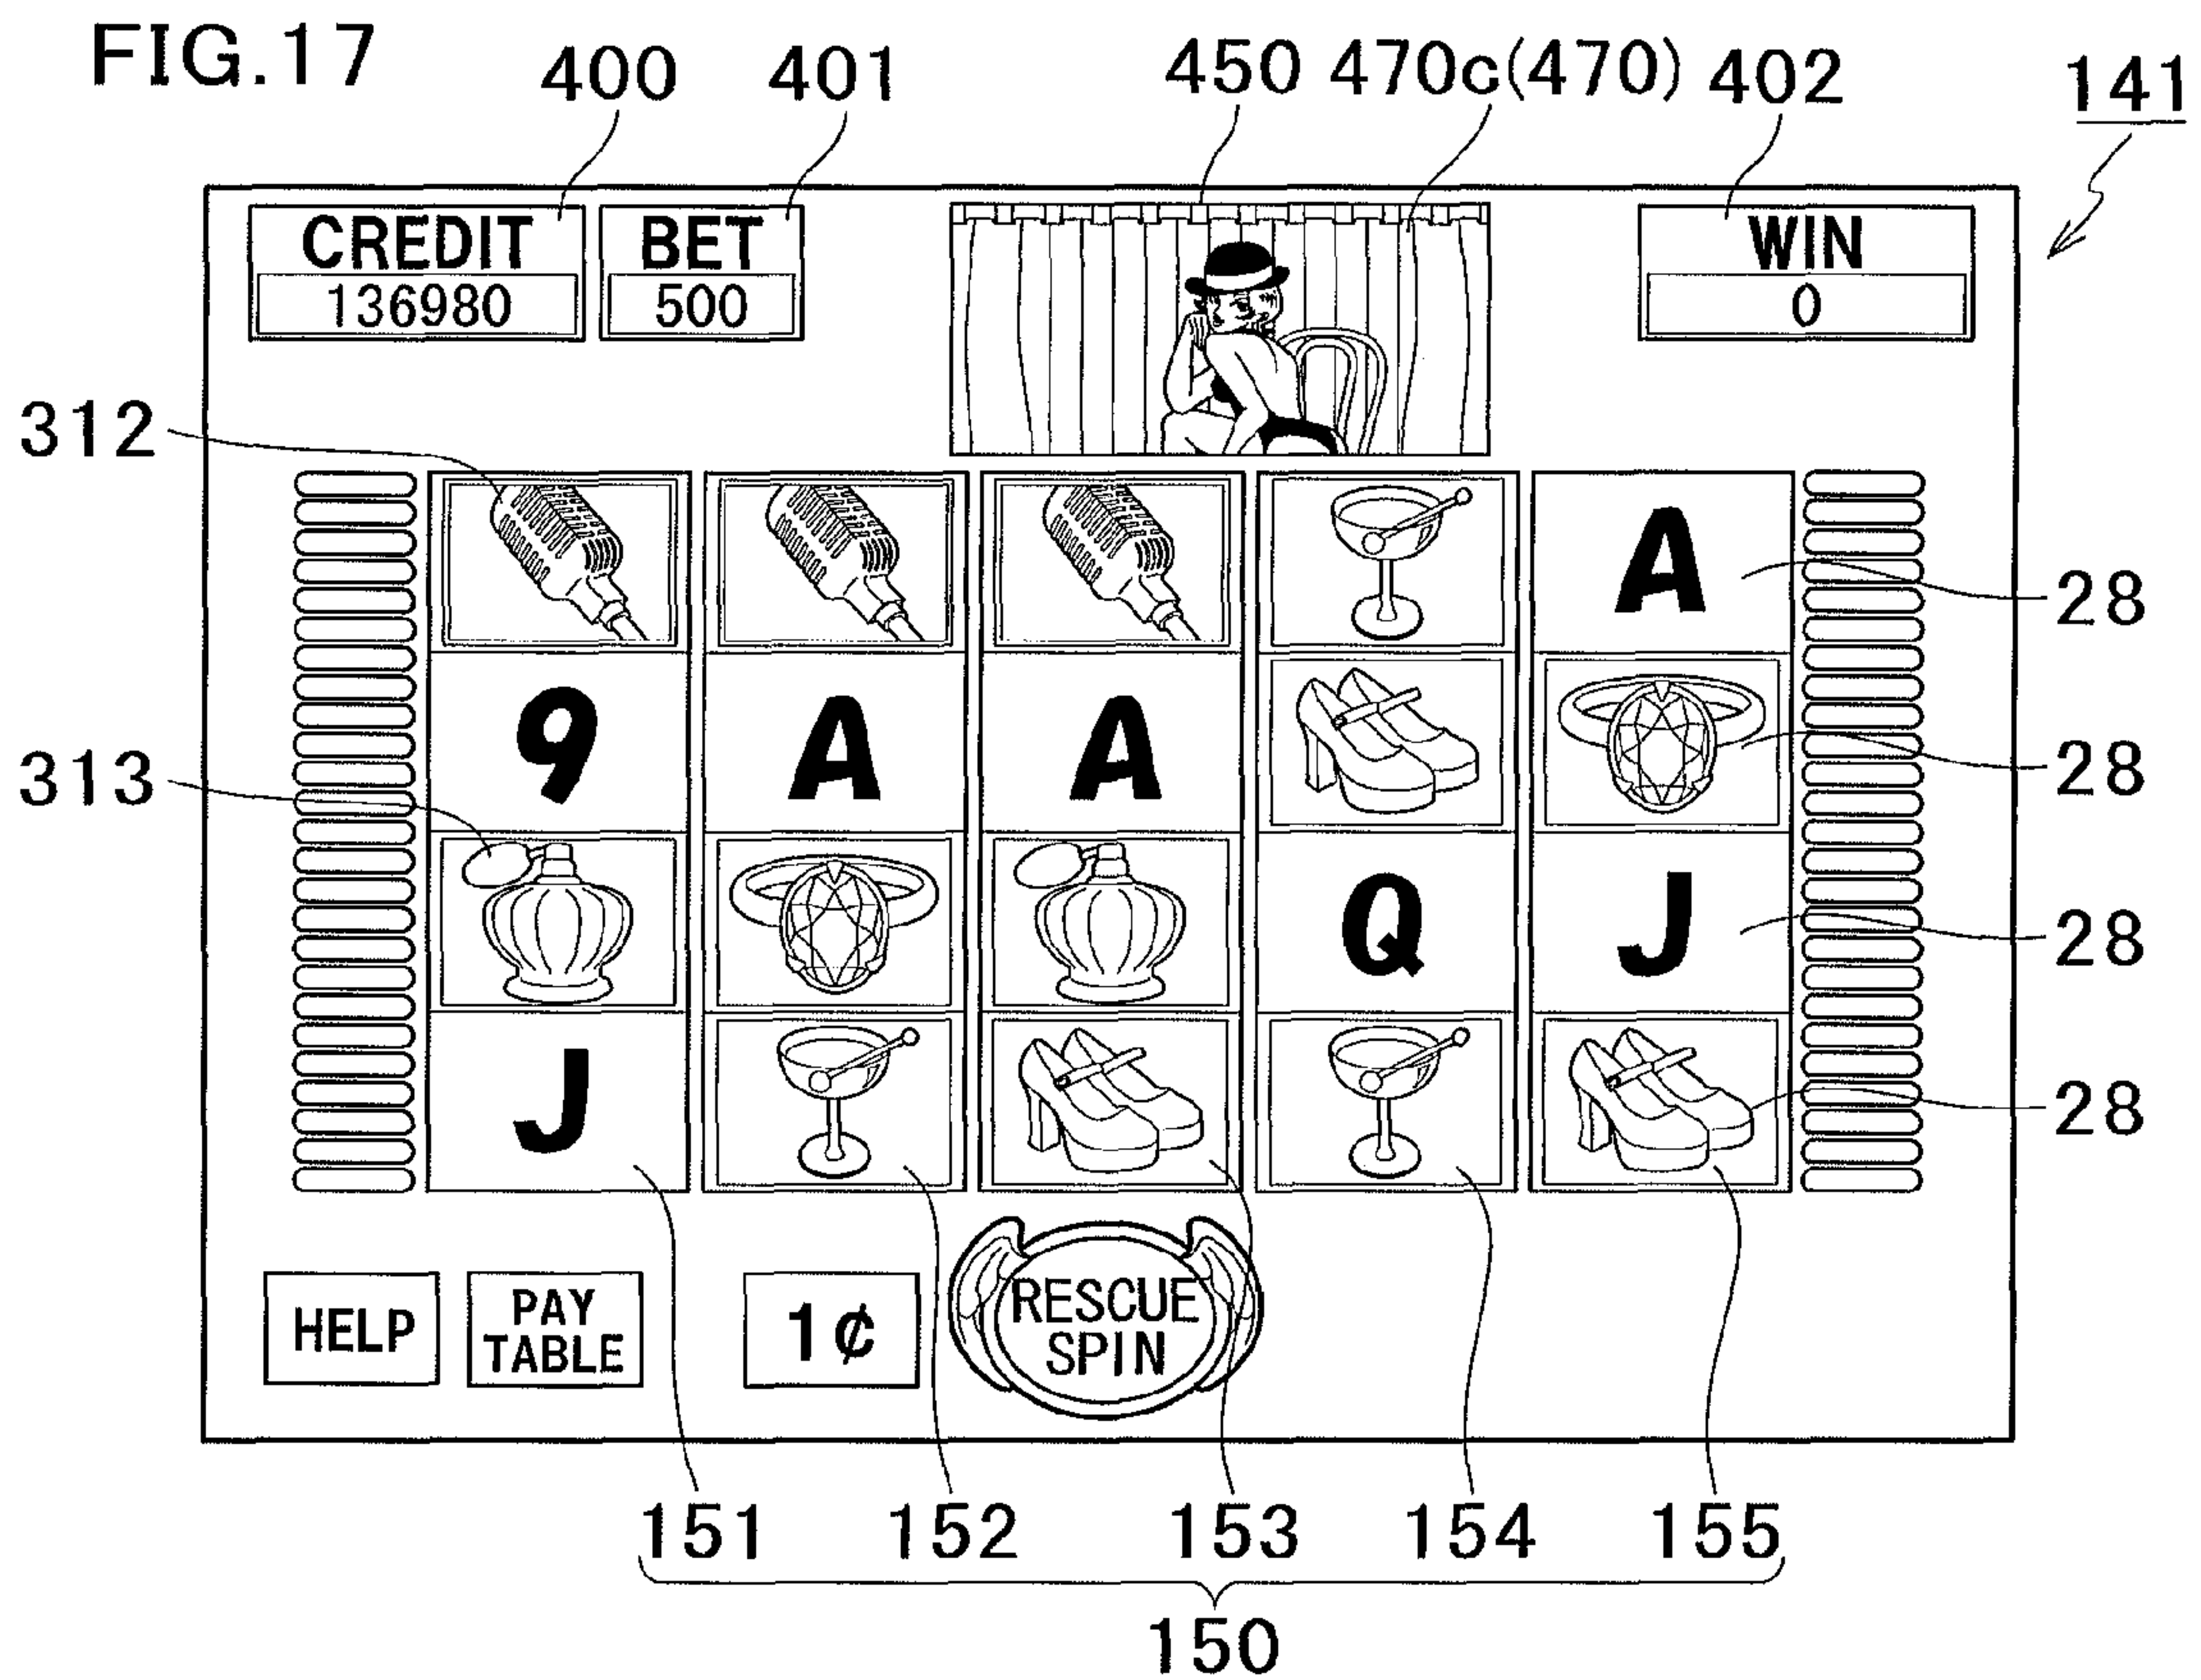 FIG.17
400
401
450
470c(470)
402
141
CREDIT
136980
BET
500
WIN
0
312
A
28
9
A
A
313
28
Q
J
28
J
28
HELP
PAY
TABLE
1¢
RESCUE
SPIN
151
152
153
154
155
150